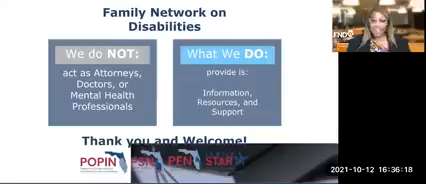 Family Network on
Disabilities
We do NOT:
act as Attorneys,
Doctors, or
Mental Health
Professionals
What We DO:
provide is:
Information,
Resources, and
Support
Thank you and Welcome!
POPIN
PEN
STAR
FND
2021-10-12 16:36:18